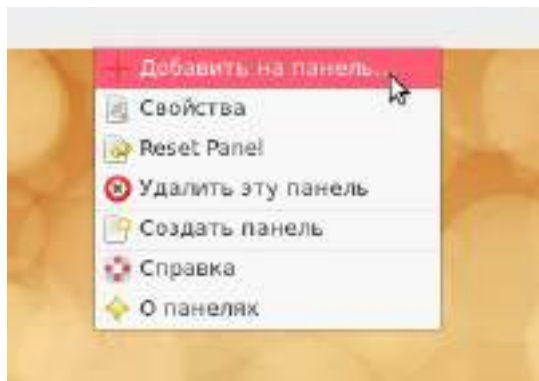 Добавить на панель...
Свойства
Reset Panel
Удалить эту панель
Создать панель
Справка
О панелях